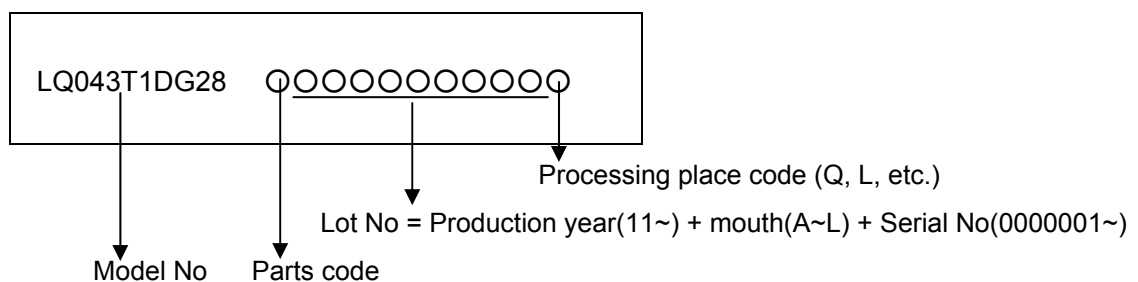 LQ043T1DG28 ○○○○○○○○○○○
Processing place code (Q, L, etc.)
Lot No = Production year(11~) + mouth(A~L) + Serial No(0000001~)
Model No Parts code